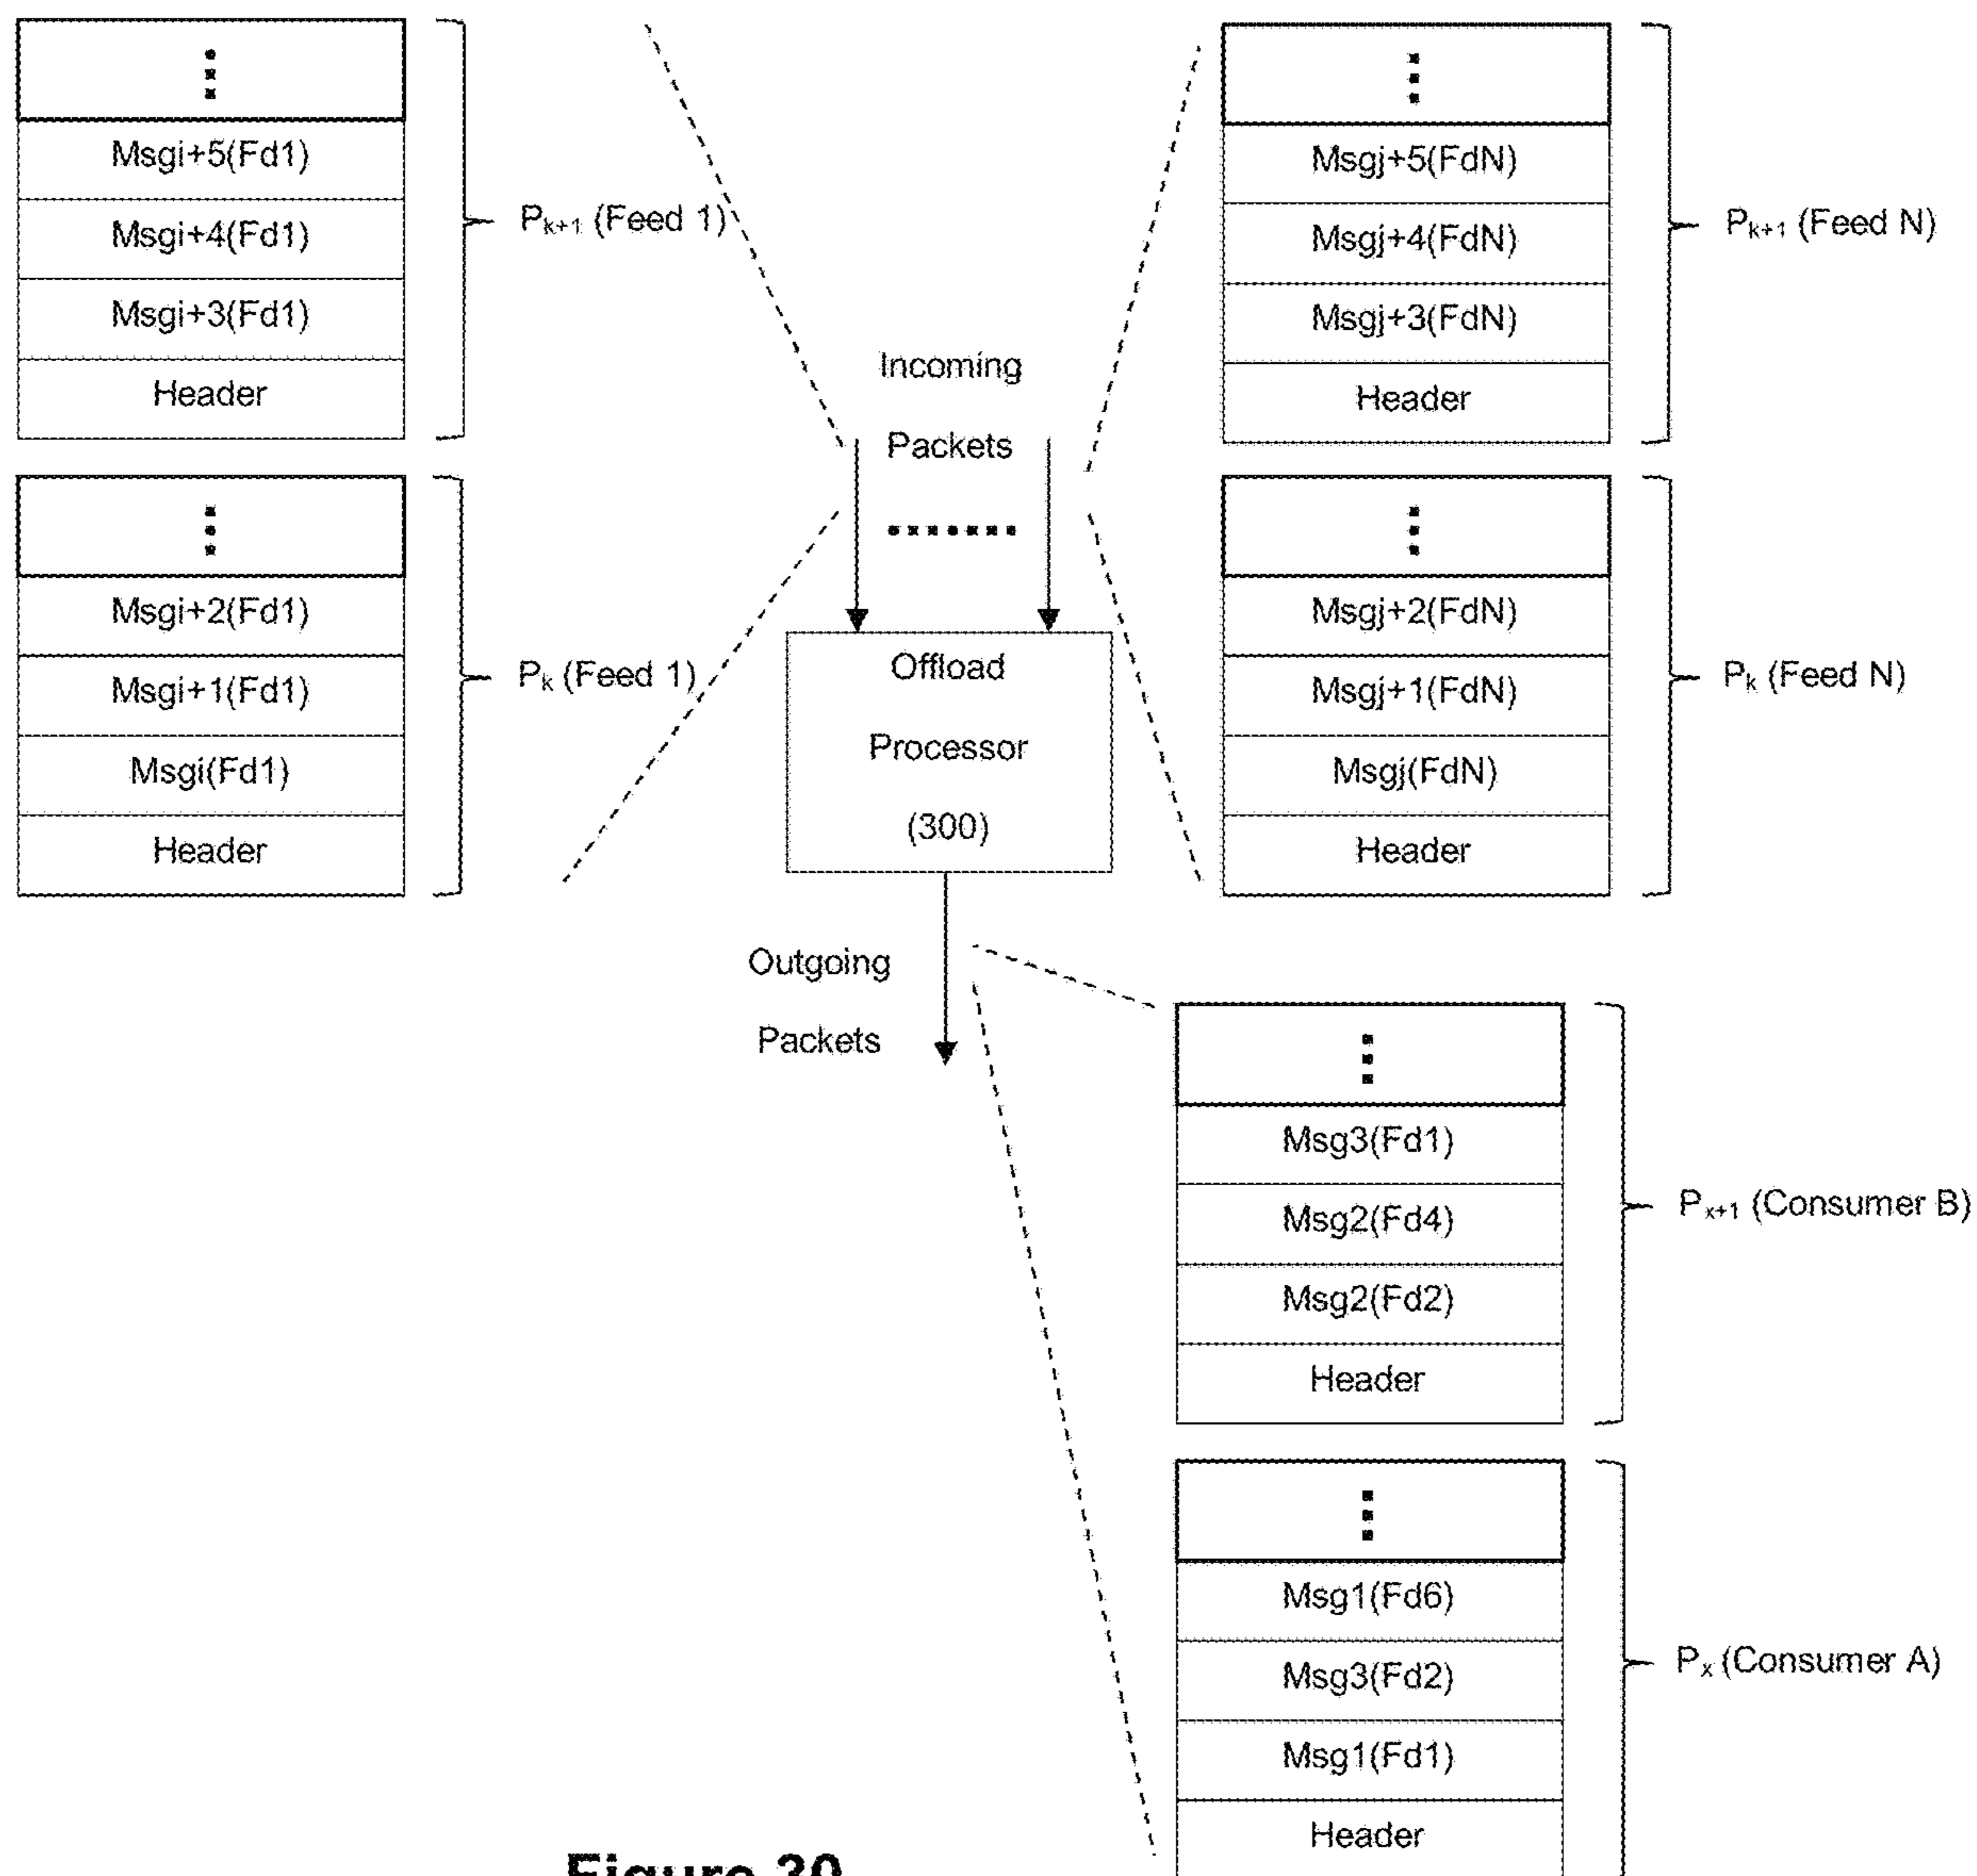 Msgi+5(Fd1)
Msgi+4(Fd1)
Msgi+3(Fd1)
Header
Pk+1 (Feed 1)
Msgi+2(Fd1)
Msgi+1(Fd1)
Msgi(Fd1)
Header
Pk (Feed 1)
Incoming
Packets
Offload
Processor
(300)
Outgoing
Packets
Msgj+5(FdN)
Msgj+4(FdN)
Msgj+3(FdN)
Header
Pk+1 (Feed N)
Msgj+2(FdN)
Msgj+1(FdN)
Msgj(FdN)
Header
Pk (Feed N)
Msg3(Fd1)
Msg2(Fd4)
Msg2(Fd2)
Header
Px+1 (Consumer B)
Msg1(Fd6)
Msg3(Fd2)
Msg1(Fd1)
Header
Px (Consumer A)
Figure